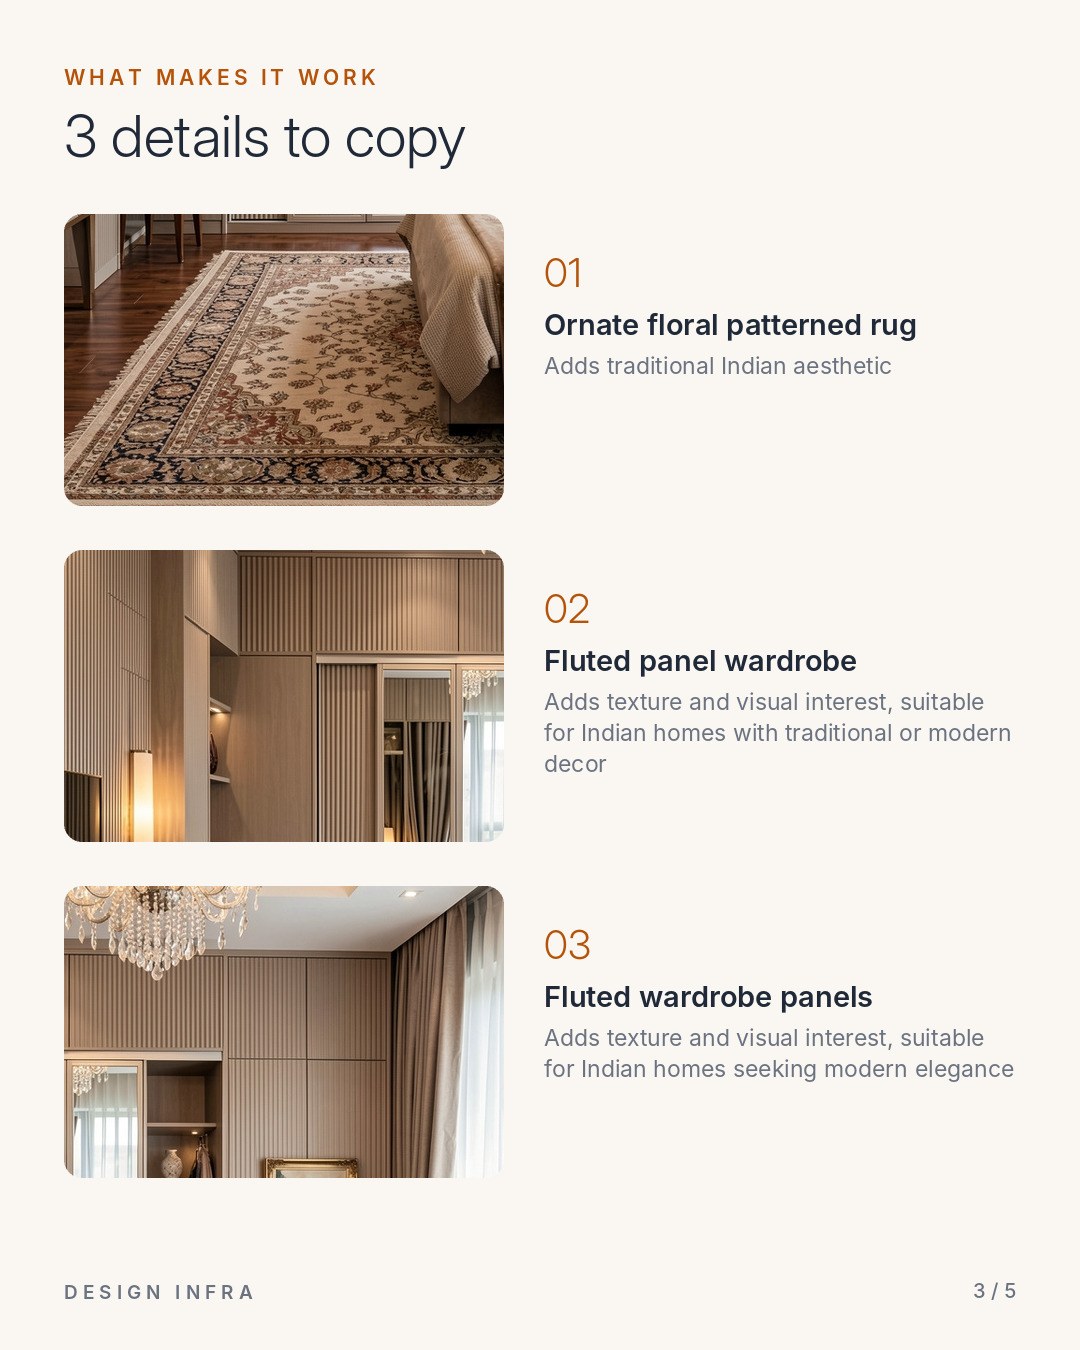 WHAT MAKES IT WORK
3 details to copy
01
Ornate floral patterned rug
Adds traditional Indian aesthetic
02
Fluted panel wardrobe
Adds texture and visual interest, suitable
for Indian homes with traditional or modern
decor
03
Fluted wardrobe panels
Adds texture and visual interest, suitable
for Indian homes seeking modern elegance
DESIGN INFRA
3 / 5